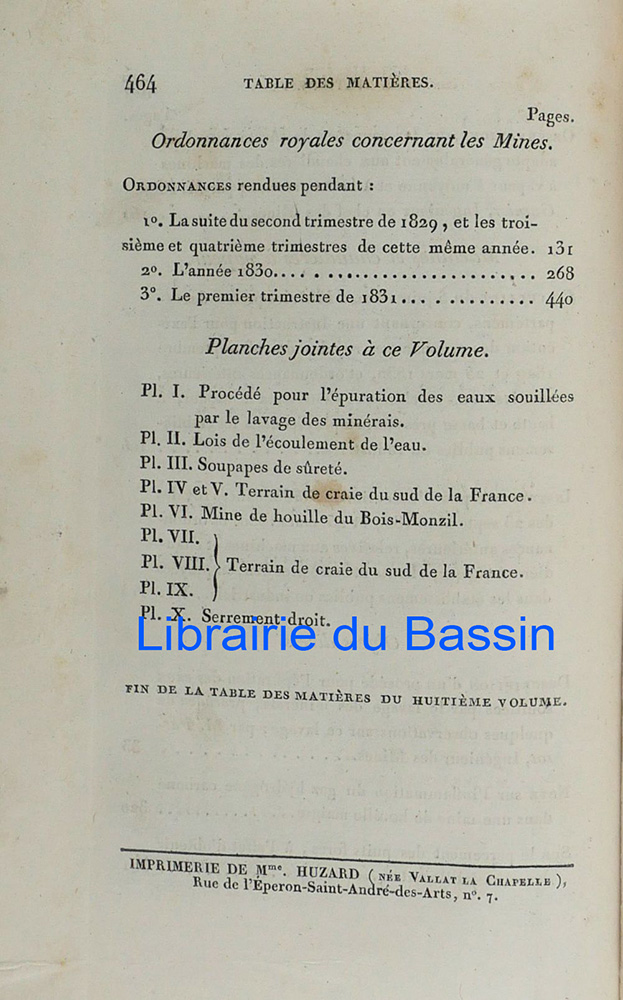 464 TABLE DES MATIÈRES.
Pages.
Ordonnances royales concernant les Mines.
ORDONNANCES rendues pendant :
1º. La suite du second trimestre de 1829, et les troi-
sième et quatrième trimestres de cette même année. 131
2º. L'année 1830........................... 268
3º. Le premier trimestre de 1831.............. 440
Planches jointes à ce Volume.
Pl. I. Procédé pour l'épuration des eaux souillées
par le lavage des minérais.
Pl. II. Lois de l'écoulement de l'eau.
Pl. III. Soupapes de sûreté.
Pl. IV et V. Terrain de craie du sud de la France.
Pl. VI. Mine de houille du Bois-Monzil.
Pl. VII.
Pl. VIII. } Terrain de craie du sud de la France.
Pl. IX.
Pl. X. Serrement droit.
Librairie du Bassin
FIN DE LA TABLE DES MATIÈRES DU HUITIÈME VOLUME.
IMPRIMERIE DE Mme. HUZARD (NÉE VALLAT LA CHAPELLE),
Rue de l'Éperon-Saint-André-des-Arts, nº. 7.